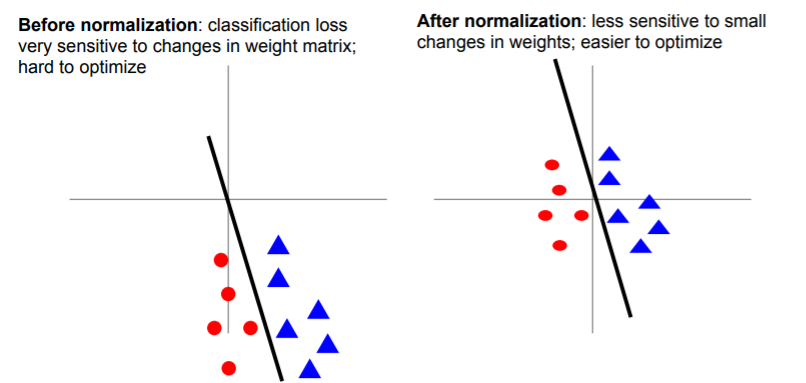 Before normalization: classification loss
very sensitive to changes in weight matrix;
hard to optimize
After normalization: less sensitive to small
changes in weights; easier to optimize